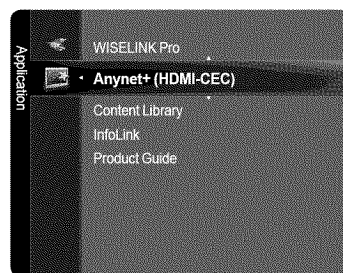 Application
WISELINK Pro
Anynet+ (HDMI-CEC)
Content Library
InfoLink
Product Guide